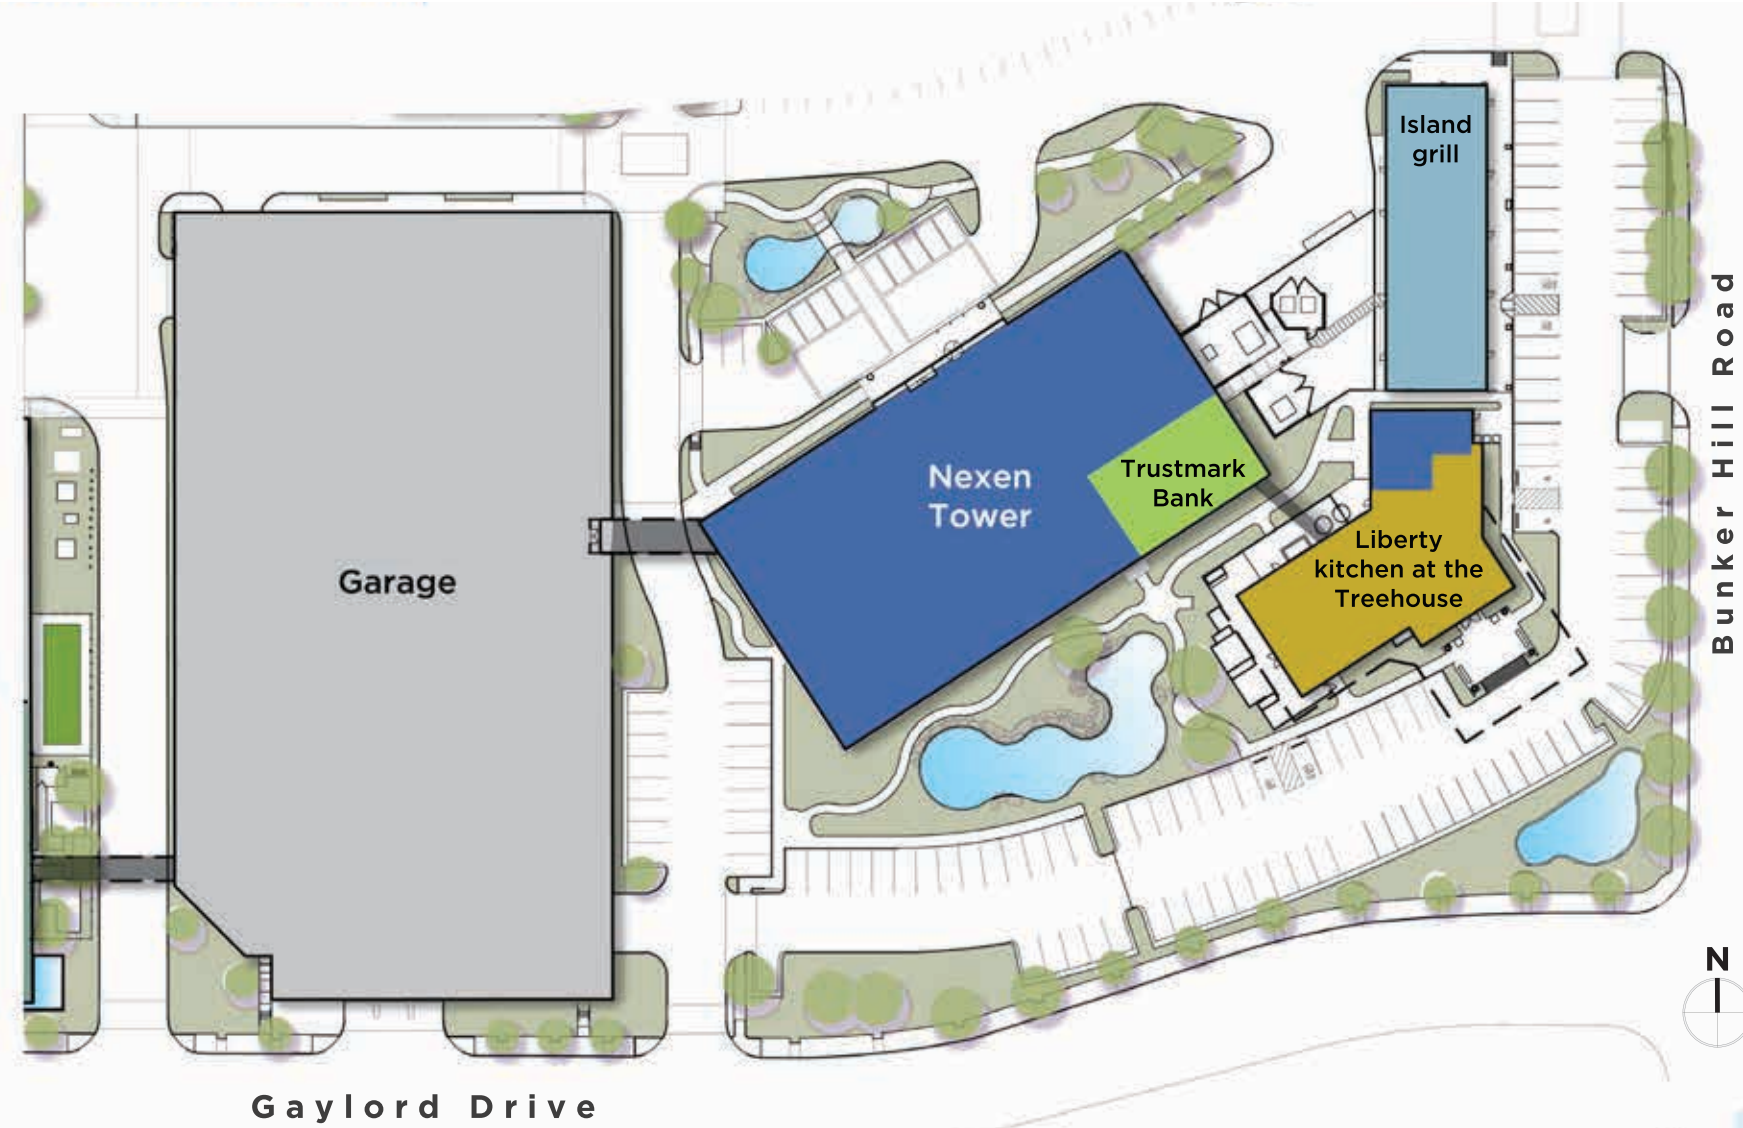 Island
grill
Bunker Hill Road
Nexen
Tower
Trustmark
Bank
Liberty
kitchen at the
Treehouse
Garage
N
Gaylord Drive